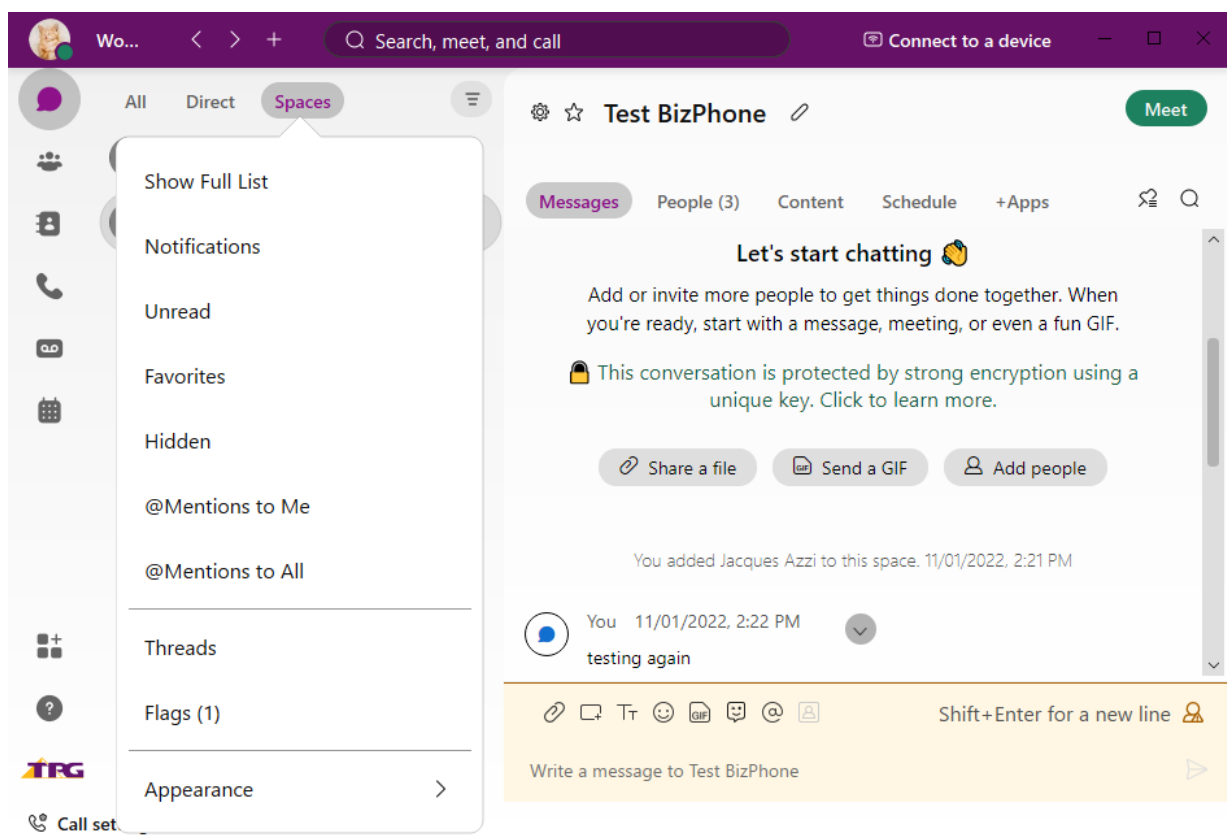 Wo...
Search, meet, and call
Connect to a device
All
Direct
Spaces
Show Full List
Notifications
Unread
Favorites
Hidden
@Mentions to Me
@Mentions to All
Threads
Flags (1)
Appearance
TPG
Test BizPhone
Meet
Messages
People (3)
Content
Schedule
+Apps
Let's start chatting
Add or invite more people to get things done together. When
you're ready, start with a message, meeting, or even a fun GIF.
This conversation is protected by strong encryption using a
unique key. Click to learn more.
Share a file
GIF
Send a GIF
Add people
You added Jacques Azzi to this space. 11/01/2022, 2:21 PM
You 11/01/2022, 2:22 PM
testing again
GIF
Shift+Enter for a new line
Write a message to Test BizPhone
Call